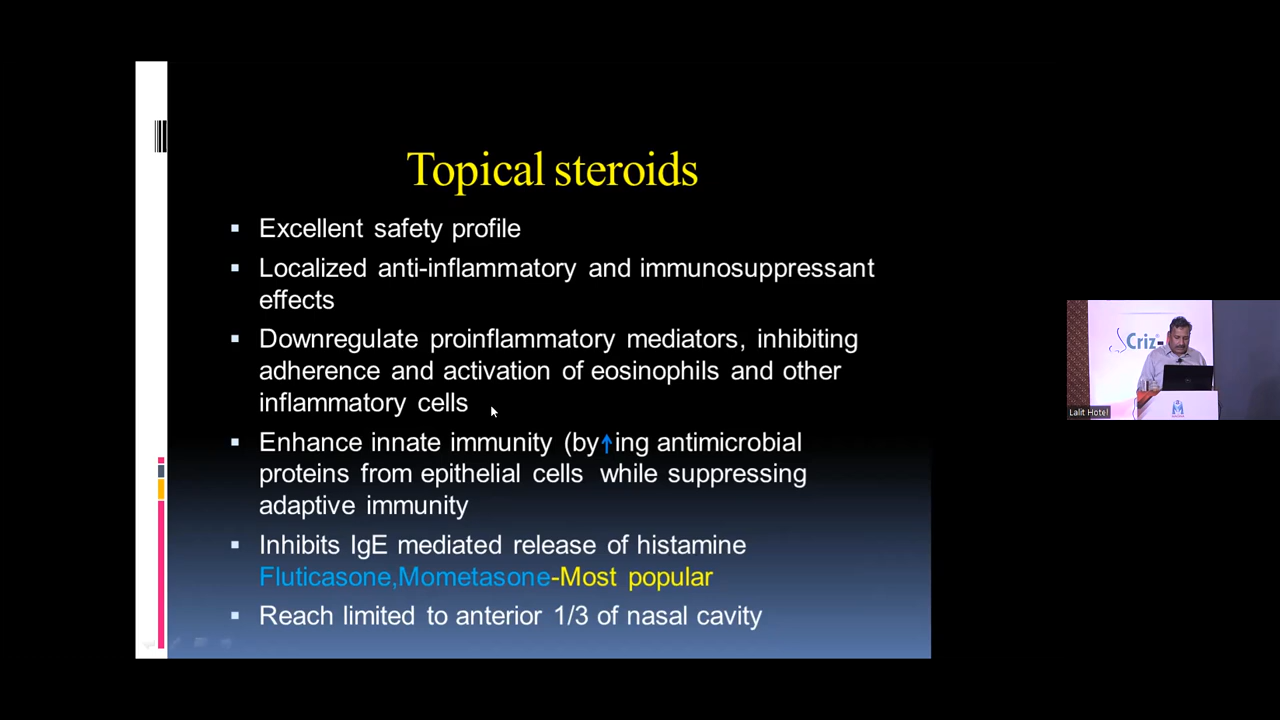 Topical steroids
▪ Excellent safety profile
▪ Localized anti-inflammatory and immunosuppressant
effects
▪ Downregulate proinflammatory mediators, inhibiting
adherence and activation of eosinophils and other
inflammatory cells
▪ Enhance innate immunity (by↑ing antimicrobial
proteins from epithelial cells while suppressing
adaptive immunity
▪ Inhibits IgE mediated release of histamine
Fluticasone,Mometasone-Most popular
▪ Reach limited to anterior 1/3 of nasal cavity
Criz-
Lalit Hotel